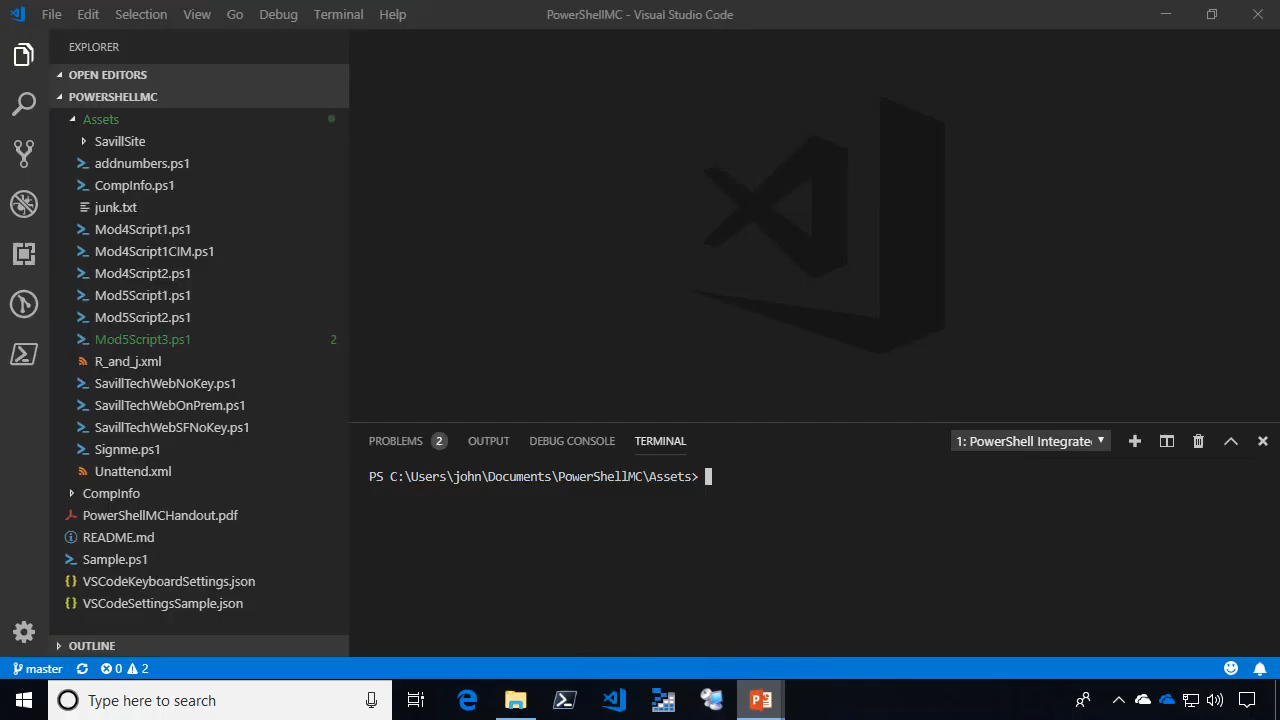 File Edit Selection View Go Debug Terminal Help
PowerShellMC - Visual Studio Code
EXPLORER
OPEN EDITORS
POWERSHELLMC
Assets
SavillSite
addnumbers.ps1
CompInfo.ps1
junk.txt
Mod4Script1.ps1
Mod4Script1CIM.ps1
Mod4Script2.ps1
Mod5Script1.ps1
Mod5Script2.ps1
Mod5Script3.ps1 2
R_and_j.xml
SavillTechWebNoKey.ps1
SavillTechWebOnPrem.ps1
SavillTechWebSFNoKey.ps1
Signme.ps1
Unattend.xml
CompInfo
PowerShellMCHandout.pdf
README.md
Sample.ps1
VSCodeKeyboardSettings.json
VSCodeSettingsSample.json
OUTLINE
PROBLEMS 2 OUTPUT DEBUG CONSOLE TERMINAL
1: PowerShell Integrate
PS C:\Users\john\Documents\PowerShellMC\Assets>
master 0 2
Type here to search